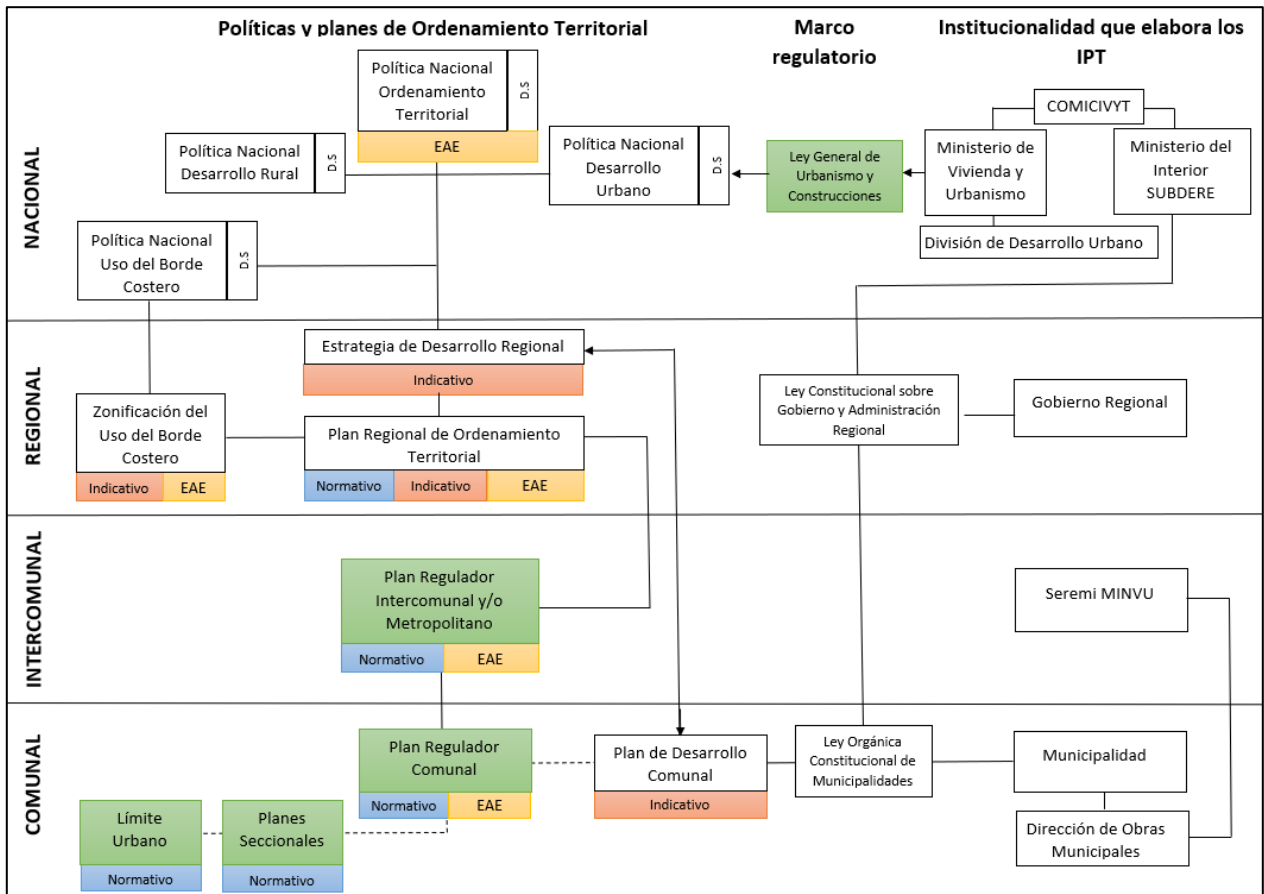 Políticas y planes de Ordenamiento Territorial
Marco
regulatorio
Institucionalidad que elabora los
IPT
NACIONAL
Política Nacional
Ordenamiento
Territorial
D.S
EAE
Política Nacional
Desarrollo Rural
D.S
Política Nacional
Desarrollo
Urbano
D.S
Ley General de
Urbanismo y
Construcciones
COMICIVYT
Ministerio de
Vivienda y
Urbanismo
Ministerio del
Interior
SUBDERE
División de Desarrollo Urbano
Política Nacional
Uso del Borde
Costero
D.S
REGIONAL
Estrategia de Desarrollo Regional
Indicativo
Zonificación del
Uso del Borde
Costero
Indicativo
EAE
Plan Regional de Ordenamiento
Territorial
Normativo
Indicativo
EAE
Ley Constitucional sobre
Gobierno y Administración
Regional
Gobierno Regional
INTERCOMUNAL
Plan Regulador
Intercomunal y/o
Metropolitano
Normativo
EAE
Seremi MINVU
COMUNAL
Plan Regulador
Comunal
Normativo
EAE
Plan de Desarrollo
Comunal
Indicativo
Ley Orgánica
Constitucional de
Municipalidades
Municipalidad
Límite
Urbano
Normativo
Planes
Seccionales
Normativo
Dirección de Obras
Municipales